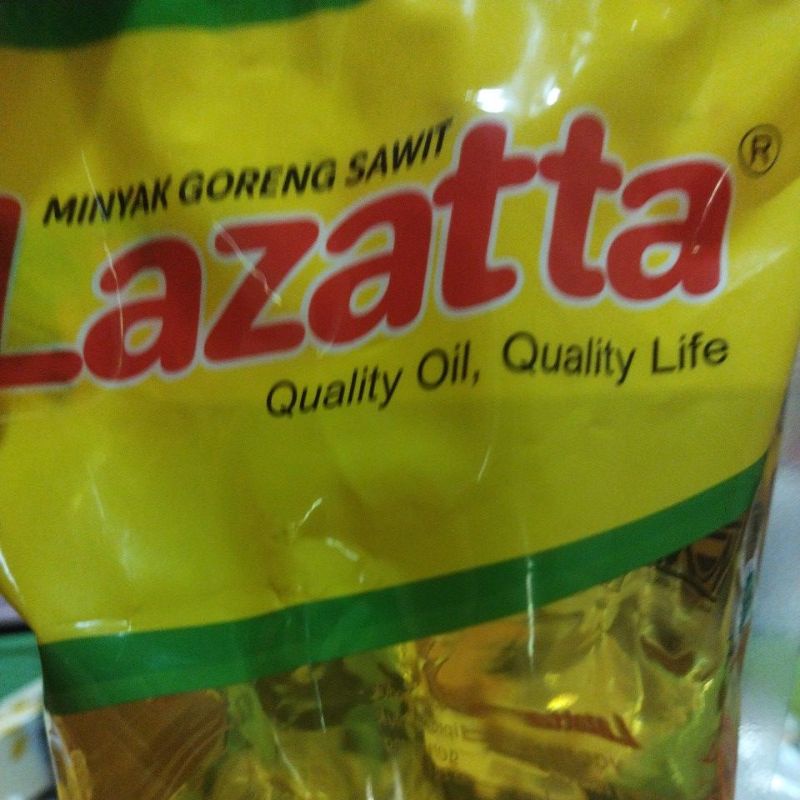 MINYAK GORENG SAWIT
Lazatta®
Quality Oil, Quality Life